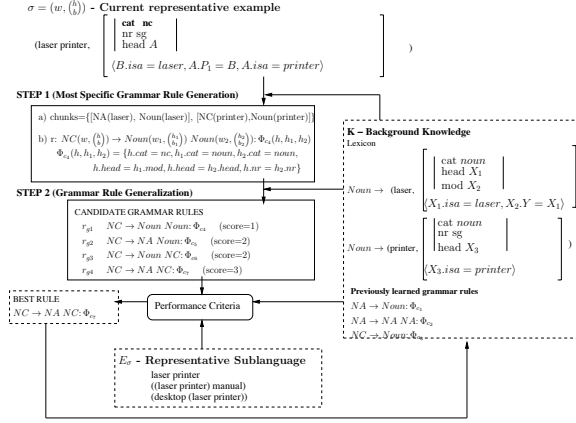 σ = (w, (h b)) - Current representative example
(laser printer,
cat nc
nr sg
head A
⟨B.isa = laser, A.P₁ = B, A.isa = printer⟩
)
STEP 1 (Most Specific Grammar Rule Generation)
a) chunks={[NA(laser), Noun(laser)], [NC(printer),Noun(printer)]}
b) r: NC(w, (h b)) → Noun(w₁, (h₁ b₁)) Noun(w₂, (h₂ b₂)): Φc₄(h, h₁, h₂)
Φc₄(h, h₁, h₂) = {h.cat = nc, h₁.cat = noun, h₂.cat = noun,
h.head = h₁.mod, h.head = h₂.head, h.nr = h₂.nr}
STEP 2 (Grammar Rule Generalization)
CANDIDATE GRAMMAR RULES
rg1 NC → Noun Noun: Φc₄ (score=1)
rg2 NC → NA Noun: Φc₅ (score=2)
rg3 NC → Noun NC: Φc₆ (score=2)
rg4 NC → NA NC: Φc₇ (score=3)
BEST RULE
NC → NA NC: Φc₇
Performance Criteria
Eσ - Representative Sublanguage
laser printer
((laser printer) manual)
(desktop (laser printer))
K – Background Knowledge
Lexicon
Noun → (laser,
cat noun
head X₁
mod X₂
⟨X₁.isa = laser, X₂.Y = X₁⟩
)
Noun → (printer,
cat noun
nr sg
head X₃
⟨X₃.isa = printer⟩
)
Previously learned grammar rules
NA → Noun: Φc₁
NA → NA NA: Φc₂
NC → Noun: Φ